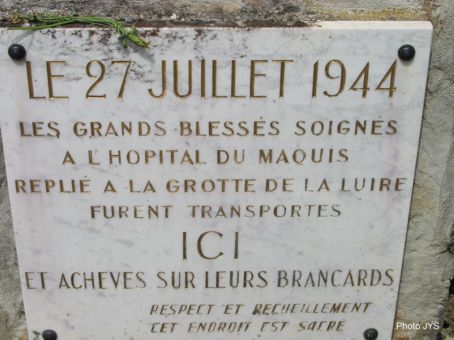 LE 27 JUILLET 1944
LES GRANDS BLESSÉS SOIGNÉS
A L'HOPITAL DU MAQUIS
REPLIÉ A LA GROTTE DE LA LUIRE
FURENT TRANSPORTES
ICI
ET ACHEVES SUR LEURS BRANCARDS
RESPECT ET RECUEILLEMENT
CET ENDROIT EST SACRE
Photo JYS